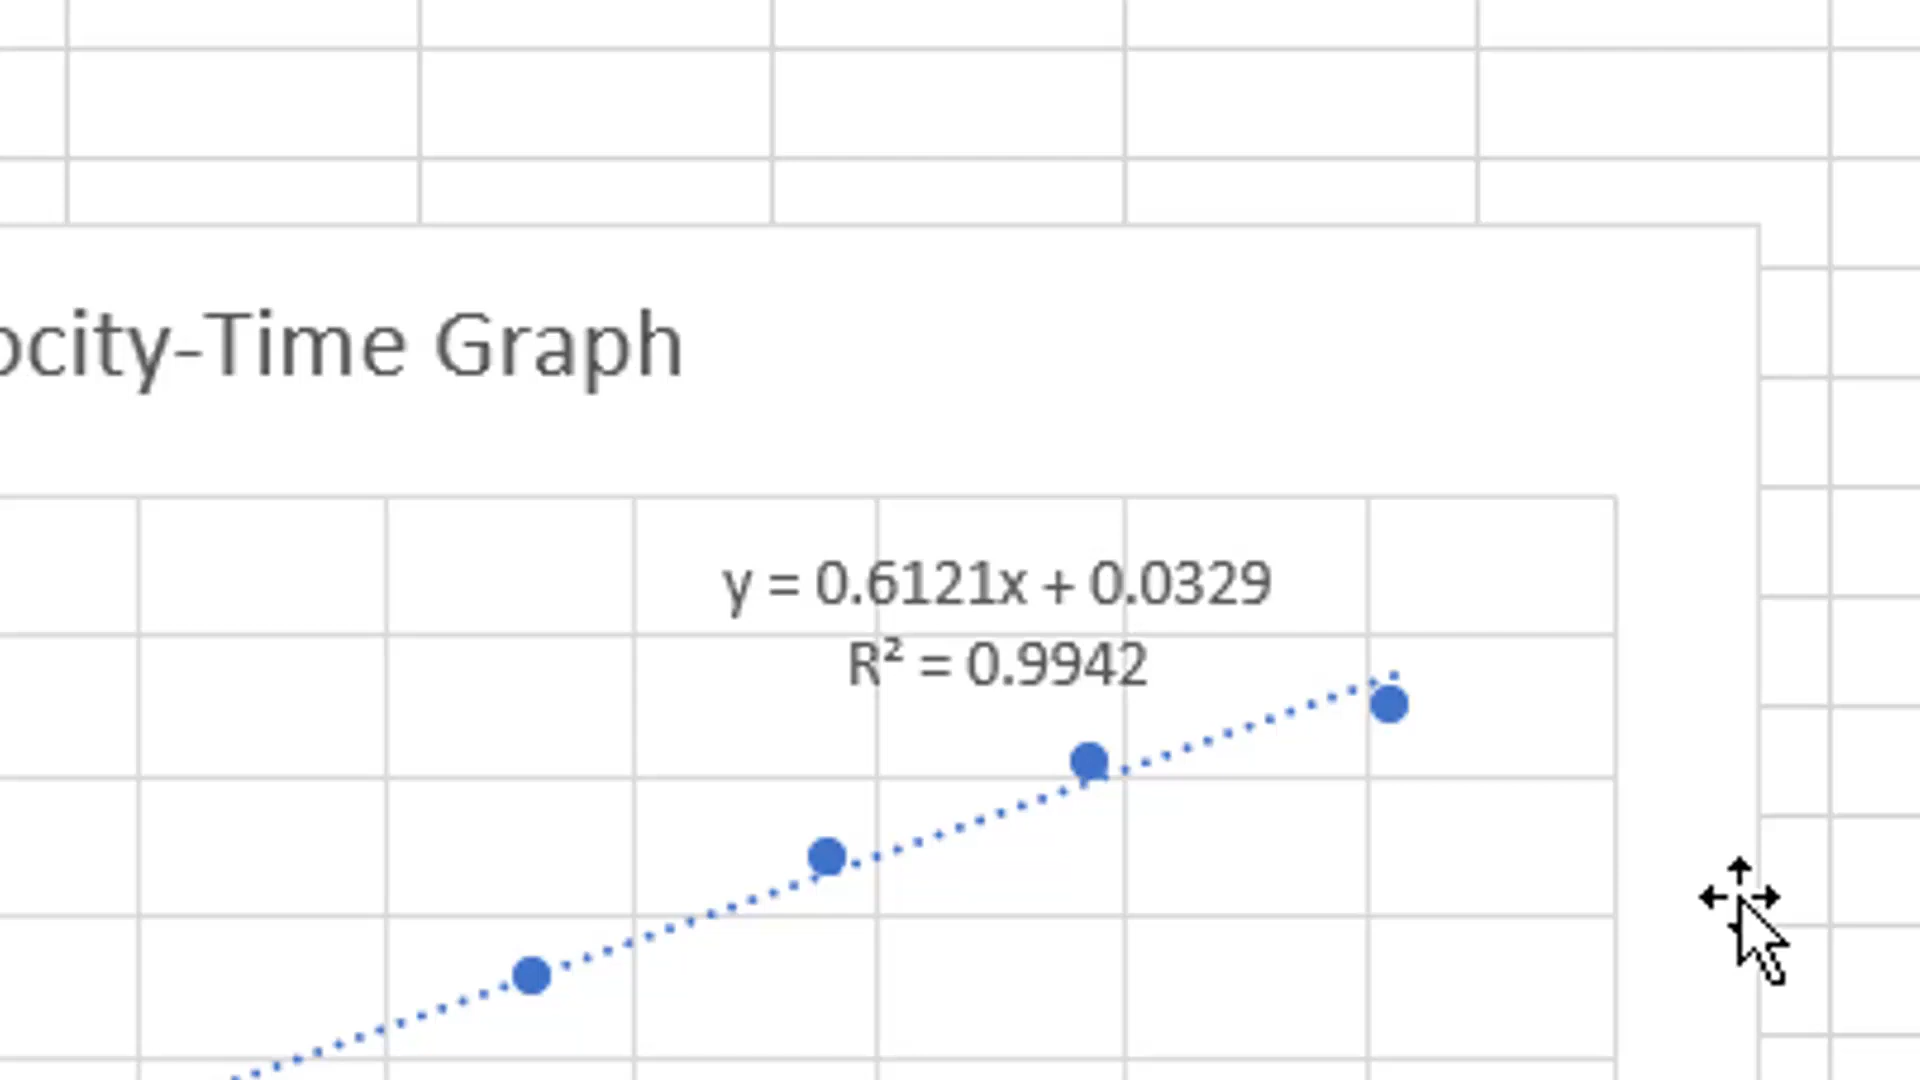 ocity-Time Graph
y = 0.6121x + 0.0329
R² = 0.9942